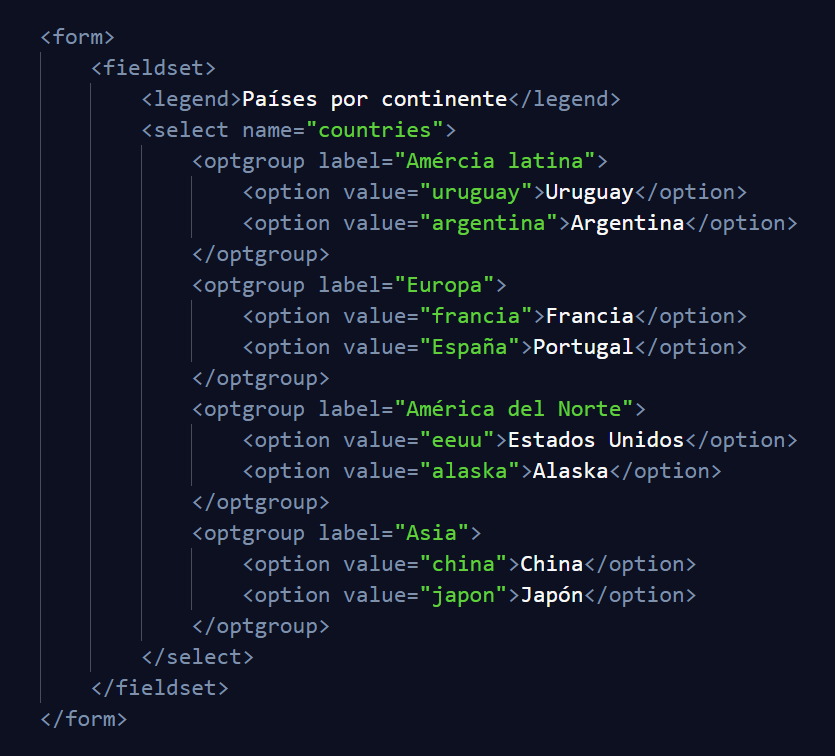 <form>
<fieldset>
<legend>Países por continente</legend>
<select name="countries">
<optgroup label="Amércia latina">
<option value="uruguay">Uruguay</option>
<option value="argentina">Argentina</option>
</optgroup>
<optgroup label="Europa">
<option value="francia">Francia</option>
<option value="España">Portugal</option>
</optgroup>
<optgroup label="América del Norte">
<option value="eeuu">Estados Unidos</option>
<option value="alaska">Alaska</option>
</optgroup>
<optgroup label="Asia">
<option value="china">China</option>
<option value="japon">Japón</option>
</optgroup>
</select>
</fieldset>
</form>